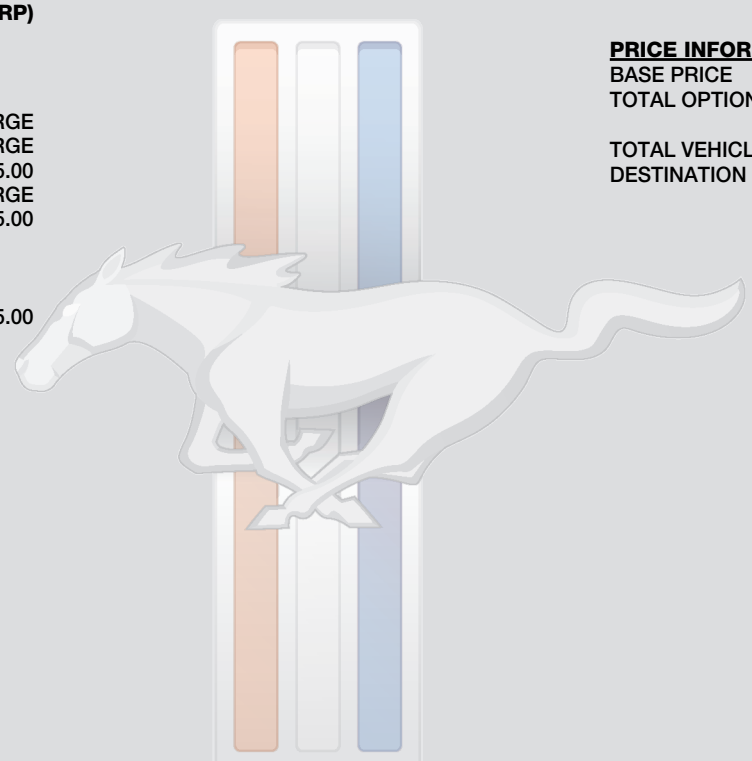 RP)
RGE
RGE
5.00
RGE
5.00
5.00
PRICE INFOR
BASE PRICE
TOTAL OPTION
TOTAL VEHICL
DESTINATION